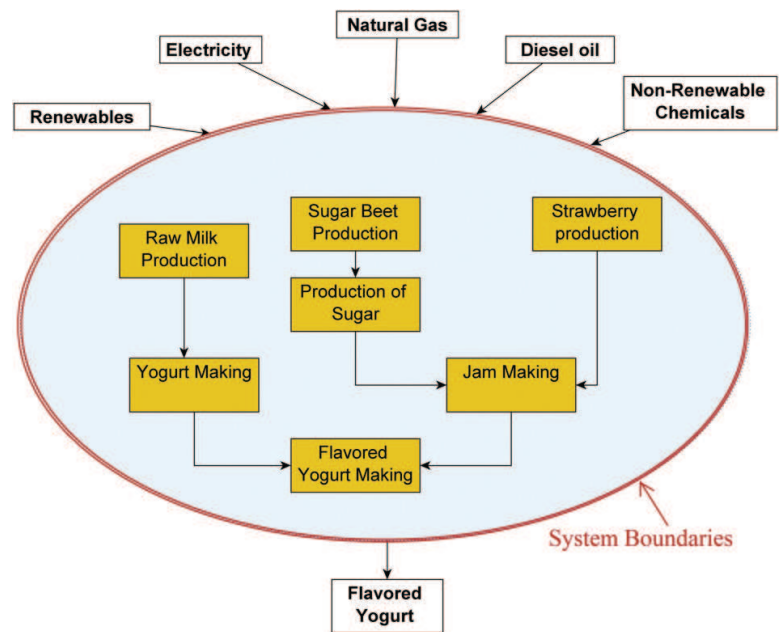 Natural Gas
Electricity
Diesel oil
Non-Renewable
Chemicals
Renewables
Sugar Beet
Production
Strawberry
production
Raw Milk
Production
Production of
Sugar
Yogurt Making
Jam Making
Flavored
Yogurt Making
System Boundaries
Flavored
Yogurt